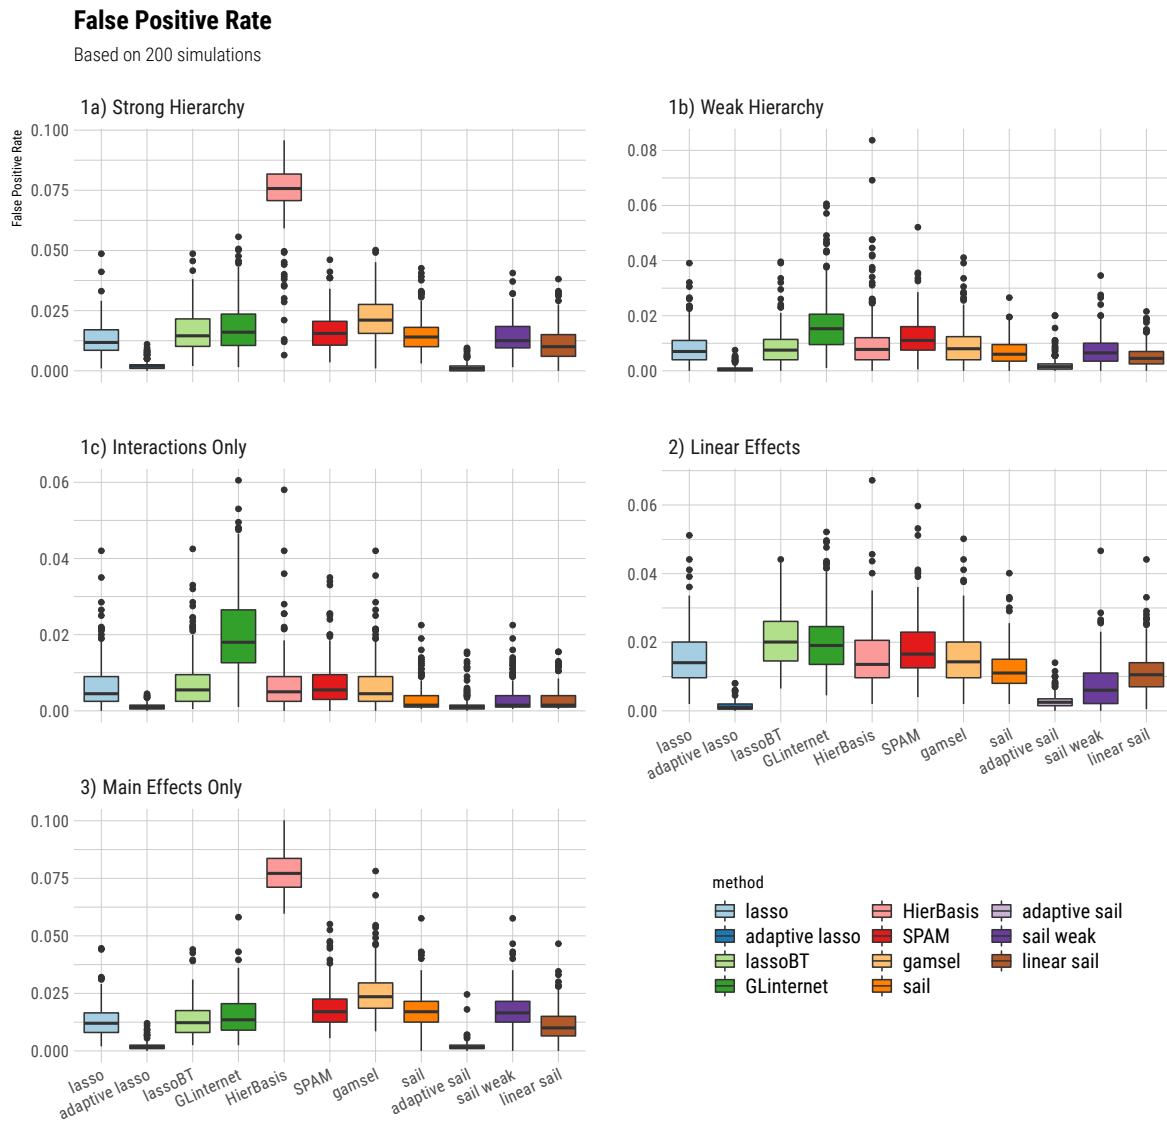 False Positive Rate
Based on 200 simulations
1a) Strong Hierarchy
1b) Weak Hierarchy
False Positive Rate
0.100
0.075
0.050
0.025
0.000
0.08
0.06
0.04
0.02
0.00
1c) Interactions Only
2) Linear Effects
0.06
0.04
0.02
0.00
0.06
0.04
0.02
0.00
lasso
adaptive lasso
lassoBT
GLinternet
HierBasis
SPAM
gamsel
sail
adaptive sail
sail weak
linear sail
3) Main Effects Only
0.100
0.075
0.050
0.025
0.000
lasso
adaptive lasso
lassoBT
GLinternet
HierBasis
SPAM
gamsel
sail
adaptive sail
sail weak
linear sail
method
lasso
adaptive lasso
lassoBT
GLinternet
HierBasis
SPAM
gamsel
sail
adaptive sail
sail weak
linear sail